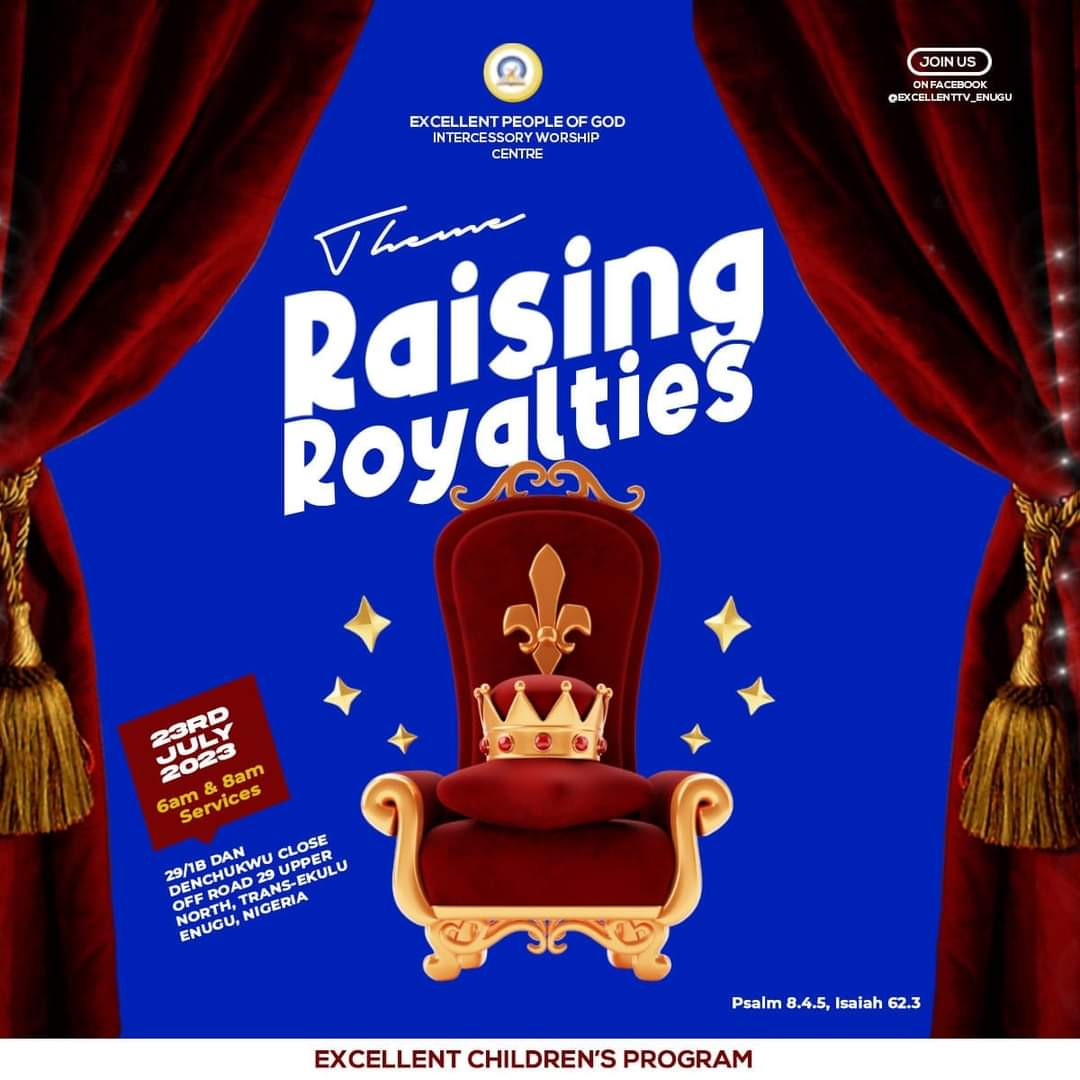 EXCELLENT PEOPLE OF GOD
INTERCESSORY WORSHIP
CENTRE
JOIN US
ON FACEBOOK
@EXCELLENTTV_ENUGU
Theme
Raising
Royalties
23RD
JULY
2023
6am & 8am
Services
29/1B DAN
DENCHUKWU CLOSE
OFF ROAD 29 UPPER
NORTH, TRANS-EKULU
ENUGU, NIGERIA
Psalm 8.4.5, Isaiah 62.3
EXCELLENT CHILDREN'S PROGRAM